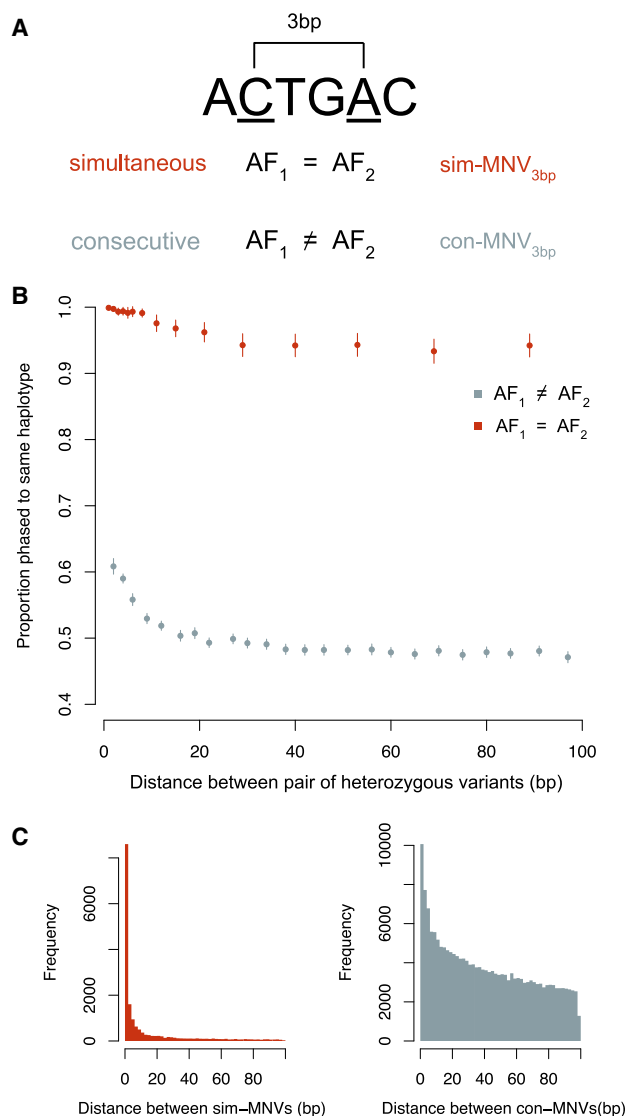 A
3bp
ACTGAC
simultaneous AF1 = AF2 sim-MNV3bp
consecutive AF1 ≠ AF2 con-MNV3bp
B
Proportion phased to same haplotype
1.0
0.9
0.8
0.7
0.6
0.5
0.4
AF1 ≠ AF2
AF1 = AF2
0 20 40 60 80 100
Distance between pair of heterozygous variants (bp)
C
Frequency
6000
2000
0
0 20 40 60 80
Distance between sim−MNVs (bp)
Frequency
10000
6000
4000
2000
0
0 20 40 60 80
Distance between con−MNVs(bp)